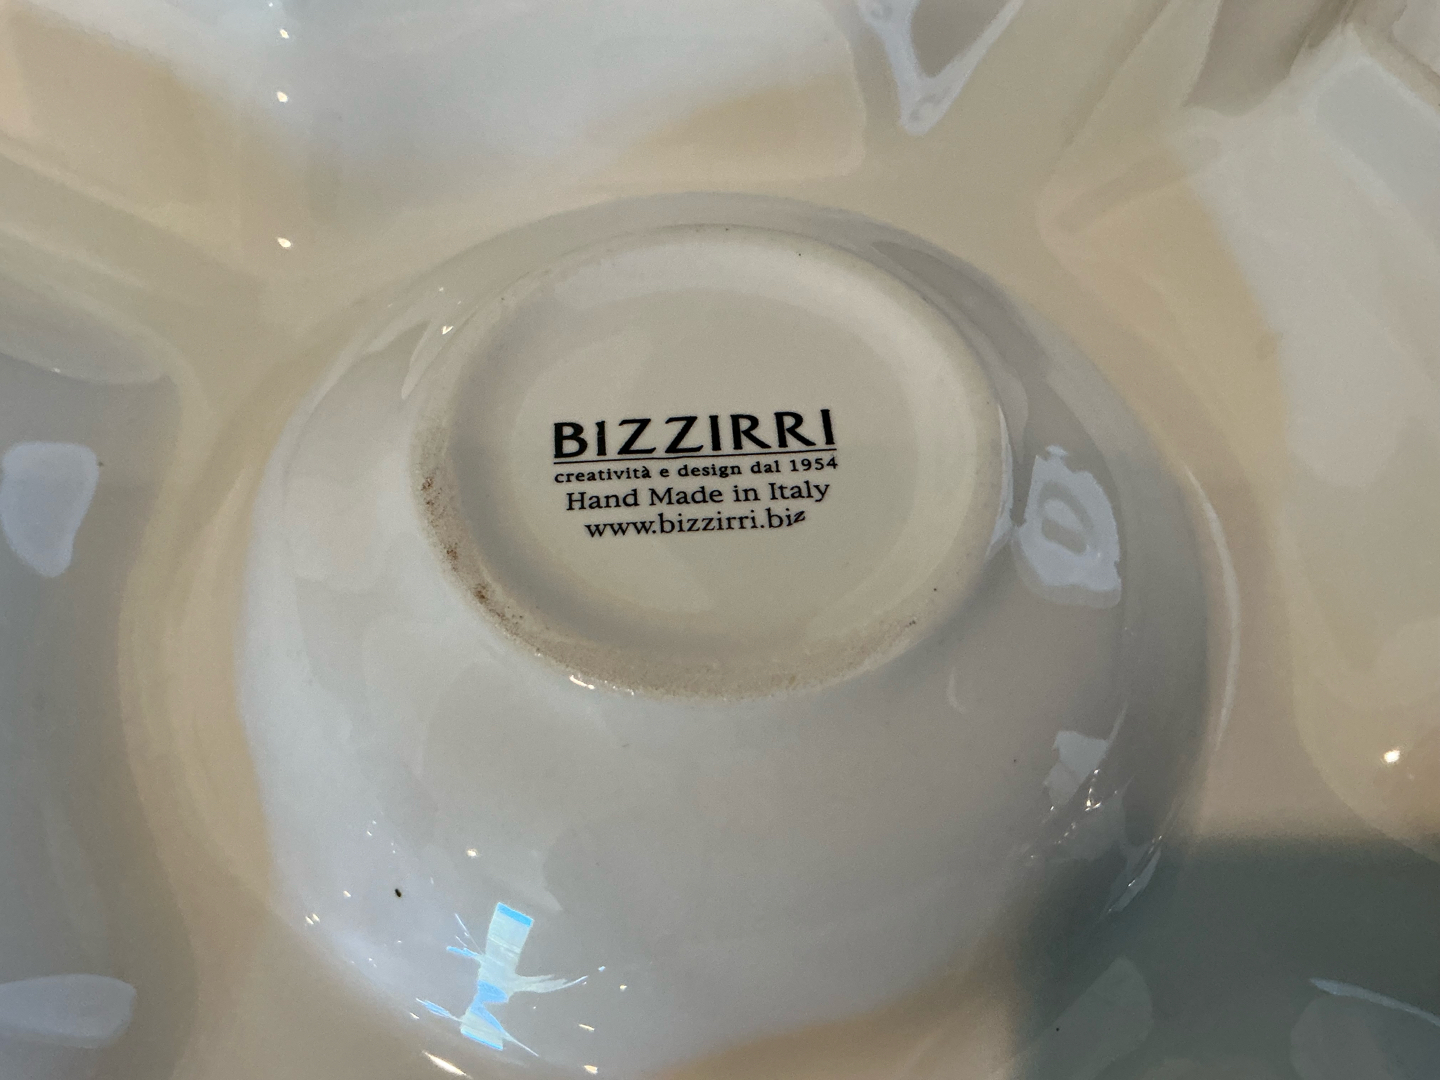 BIZZIRRI
creatività e design dal 1954
Hand Made in Italy
www.bizzirri.biz